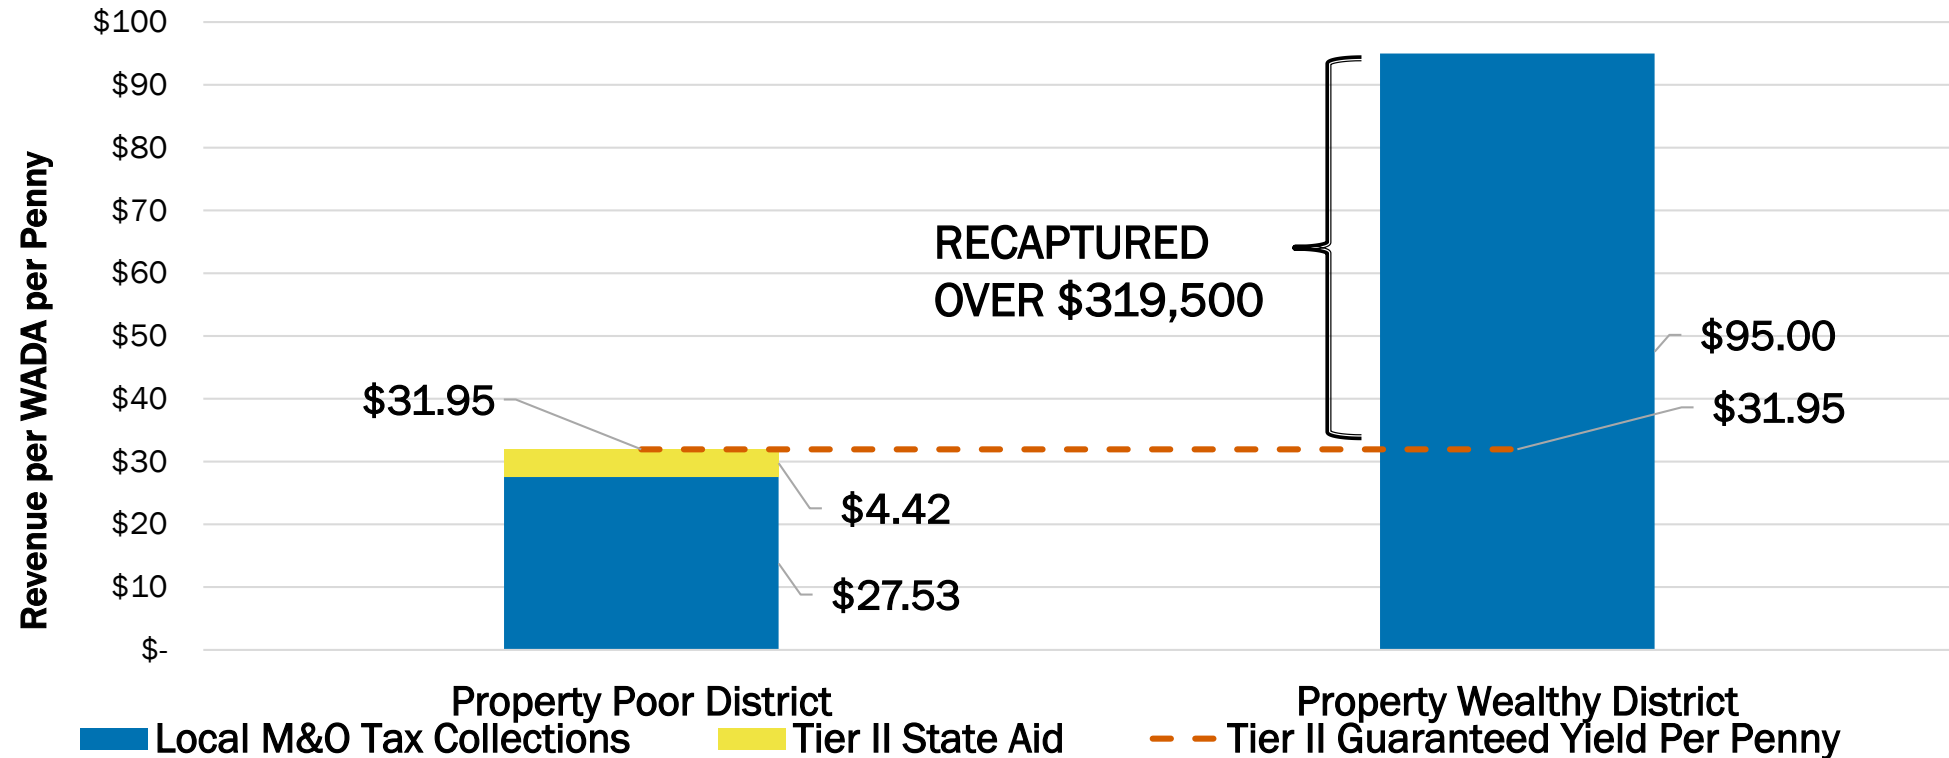 $100
$90
$80
$70
$60
$50
$40
$30
$20
$10
$-
Revenue per WADA per Penny
RECAPTURED
OVER $319,500
$95.00
$31.95
$31.95
$4.42
$27.53
Property Poor District
Property Wealthy District
Local M&O Tax Collections
Tier II State Aid
Tier II Guaranteed Yield Per Penny